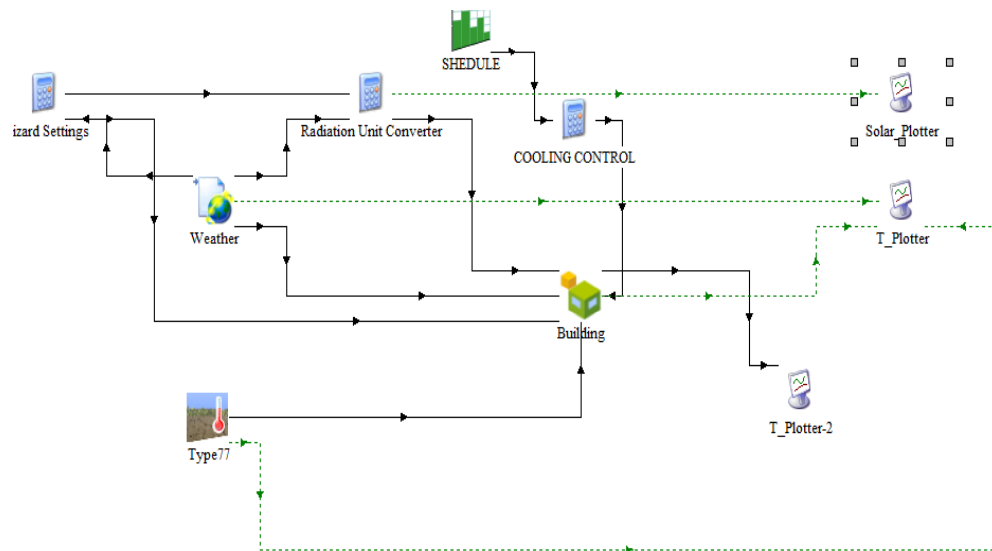 SHEDULE
izard Settings
Radiation Unit Converter
COOLING CONTROL
Solar_Plotter
Weather
T_Plotter
Building
T_Plotter-2
Type77